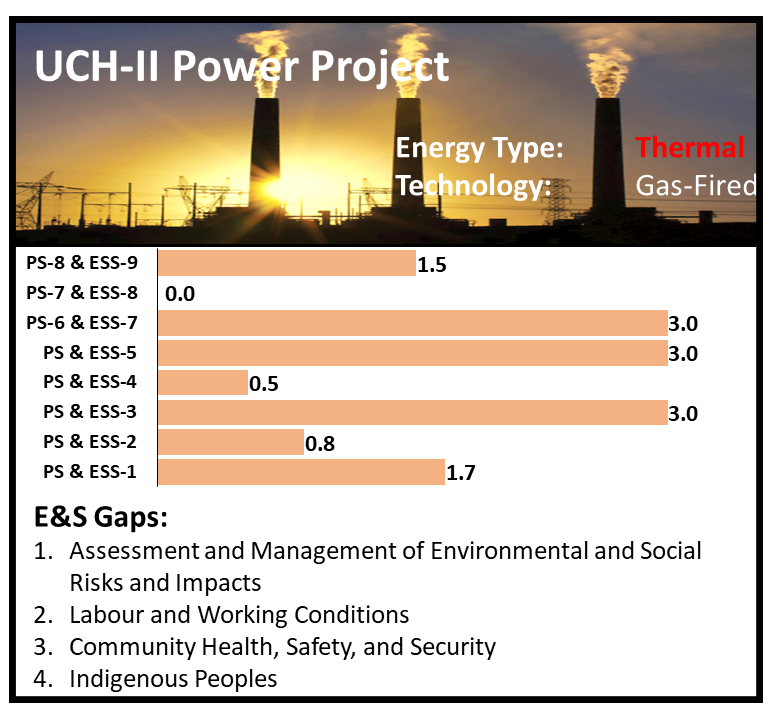 UCH-II Power Project
Energy Type: Thermal
Technology: Gas-Fired
PS-8 & ESS-9 1.5
PS-7 & ESS-8 0.0
PS-6 & ESS-7 3.0
PS & ESS-5 3.0
PS & ESS-4 0.5
PS & ESS-3 3.0
PS & ESS-2 0.8
PS & ESS-1 1.7
E&S Gaps:
1. Assessment and Management of Environmental and Social
Risks and Impacts
2. Labour and Working Conditions
3. Community Health, Safety, and Security
4. Indigenous Peoples